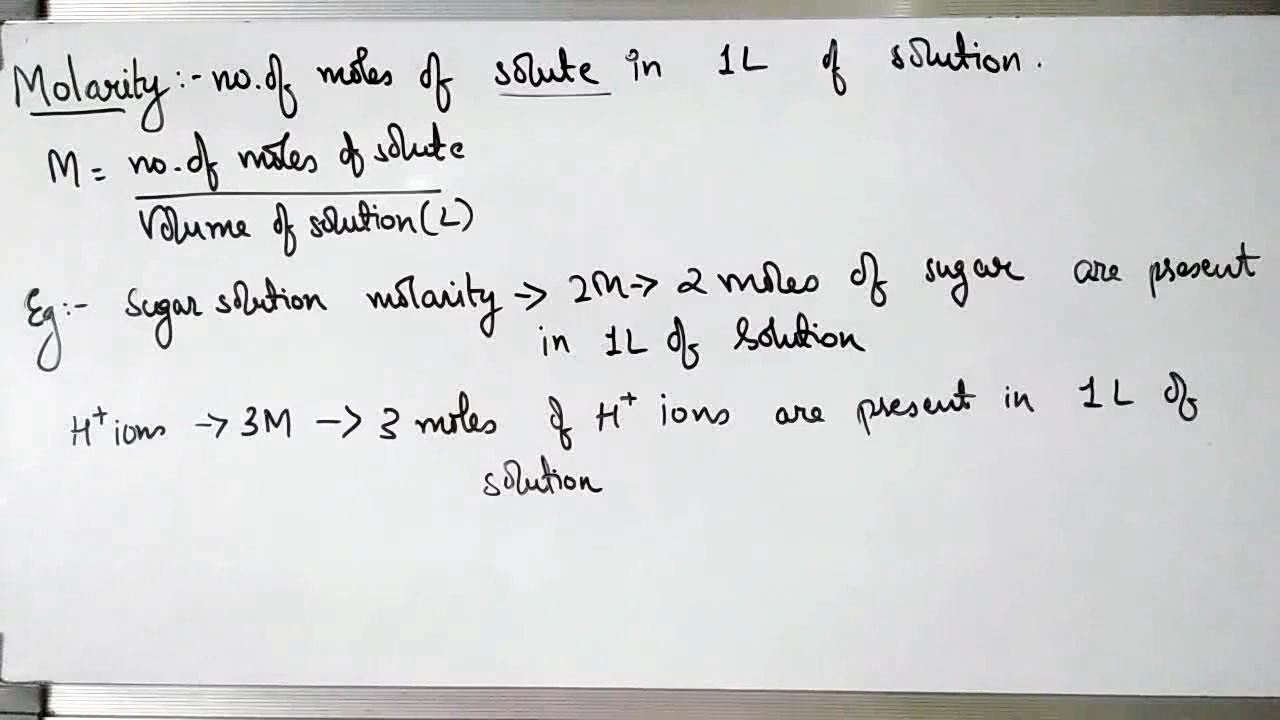 Molarity:- no. of moles of solute in 1L of solution.
M = no. of moles of solute
Volume of solution (L)
Eg:- Sugar solution molarity → 2M → 2 moles of sugar are present
in 1L of solution
H⁺ ions → 3M → 3 moles of H⁺ ions are present in 1L of
solution